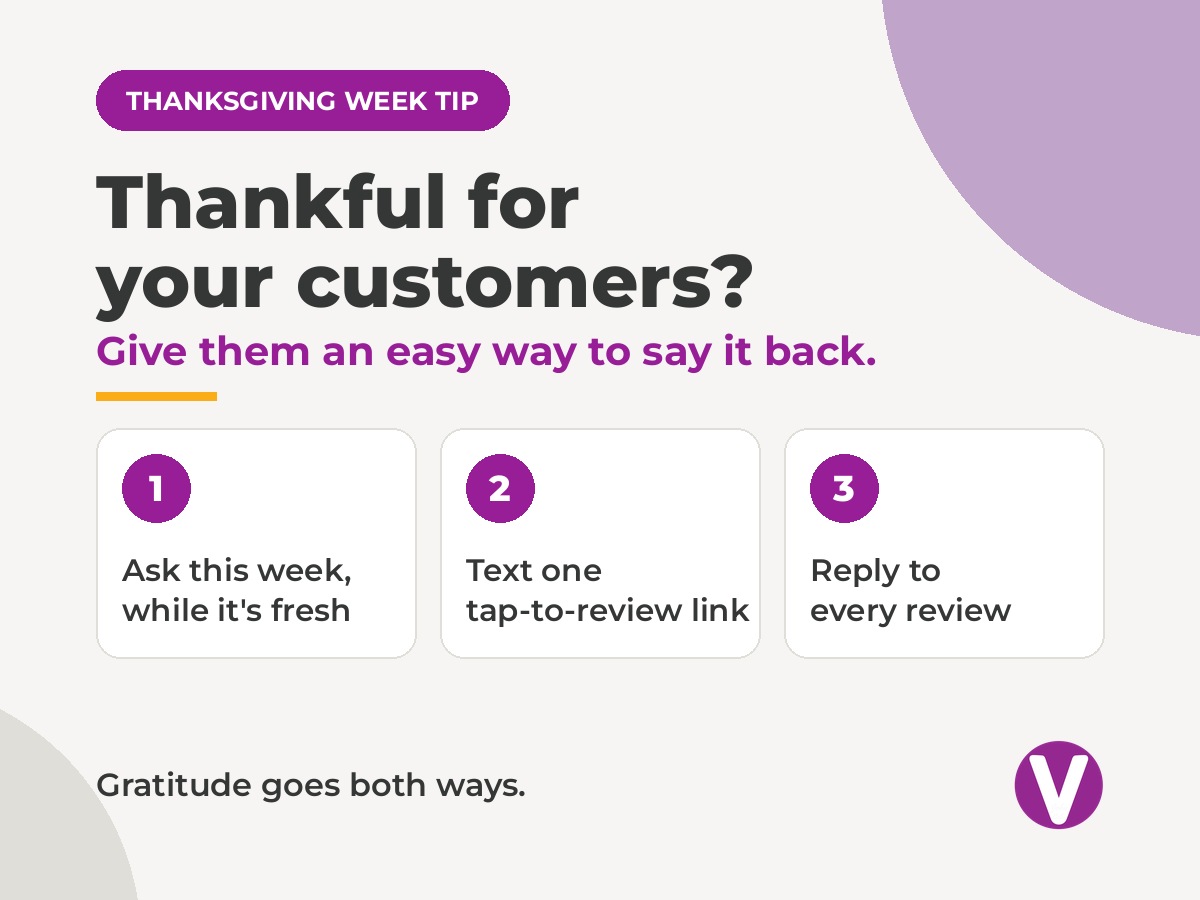 THANKSGIVING WEEK TIP
Thankful for
your customers?
Give them an easy way to say it back.
1
Ask this week,
while it's fresh
2
Text one
tap-to-review link
3
Reply to
every review
Gratitude goes both ways.
V